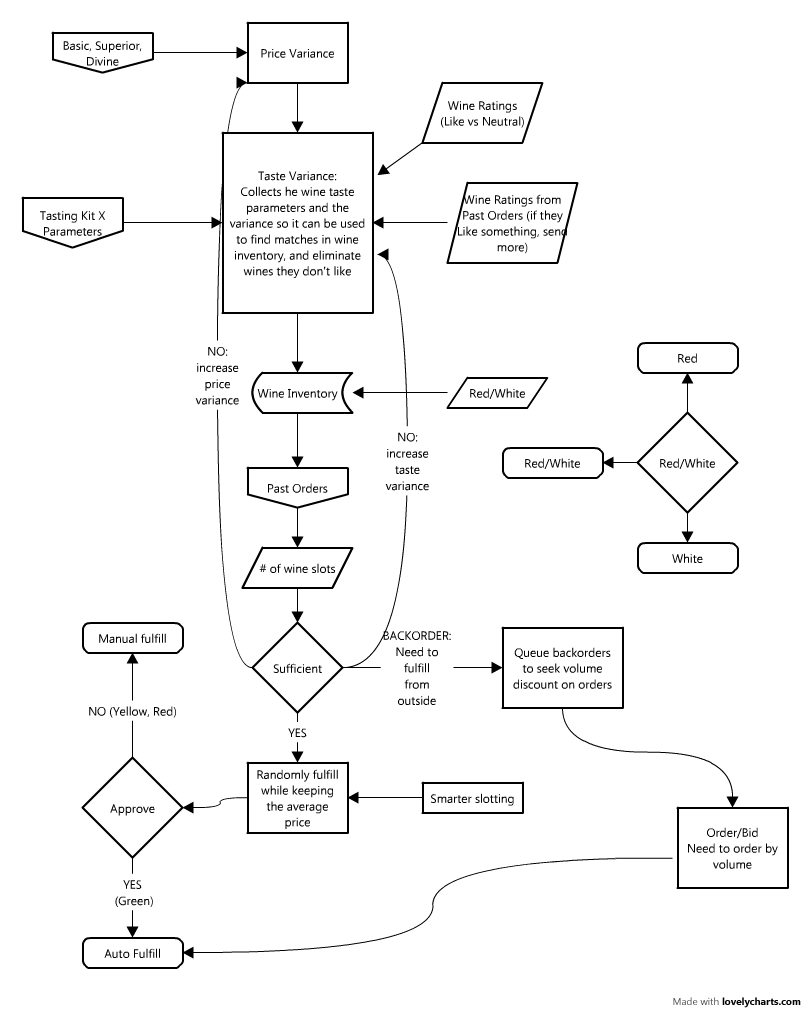 Basic, Superior,
Divine
Price Variance
Wine Ratings
(Like vs Neutral)
Taste Variance:
Collects he wine taste
parameters and the
variance so it can be used
to find matches in wine
inventory, and eliminate
wines they don't like
Tasting Kit X
Parameters
Wine Ratings from
Past Orders (if they
Like something, send
more)
NO:
increase
price
variance
Wine Inventory
Red/White
Red
NO:
increase
taste
variance
Red/White
Red/White
Past Orders
White
# of wine slots
Manual fulfill
Sufficient
BACKORDER:
Need to
fulfill
from
outside
Queue backorders
to seek volume
discount on orders
NO (Yellow, Red)
YES
Randomly fulfill
while keeping
the average
price
Smarter slotting
Approve
Order/Bid
Need to order by
volume
YES
(Green)
Auto Fulfill
Made with lovelycharts.com